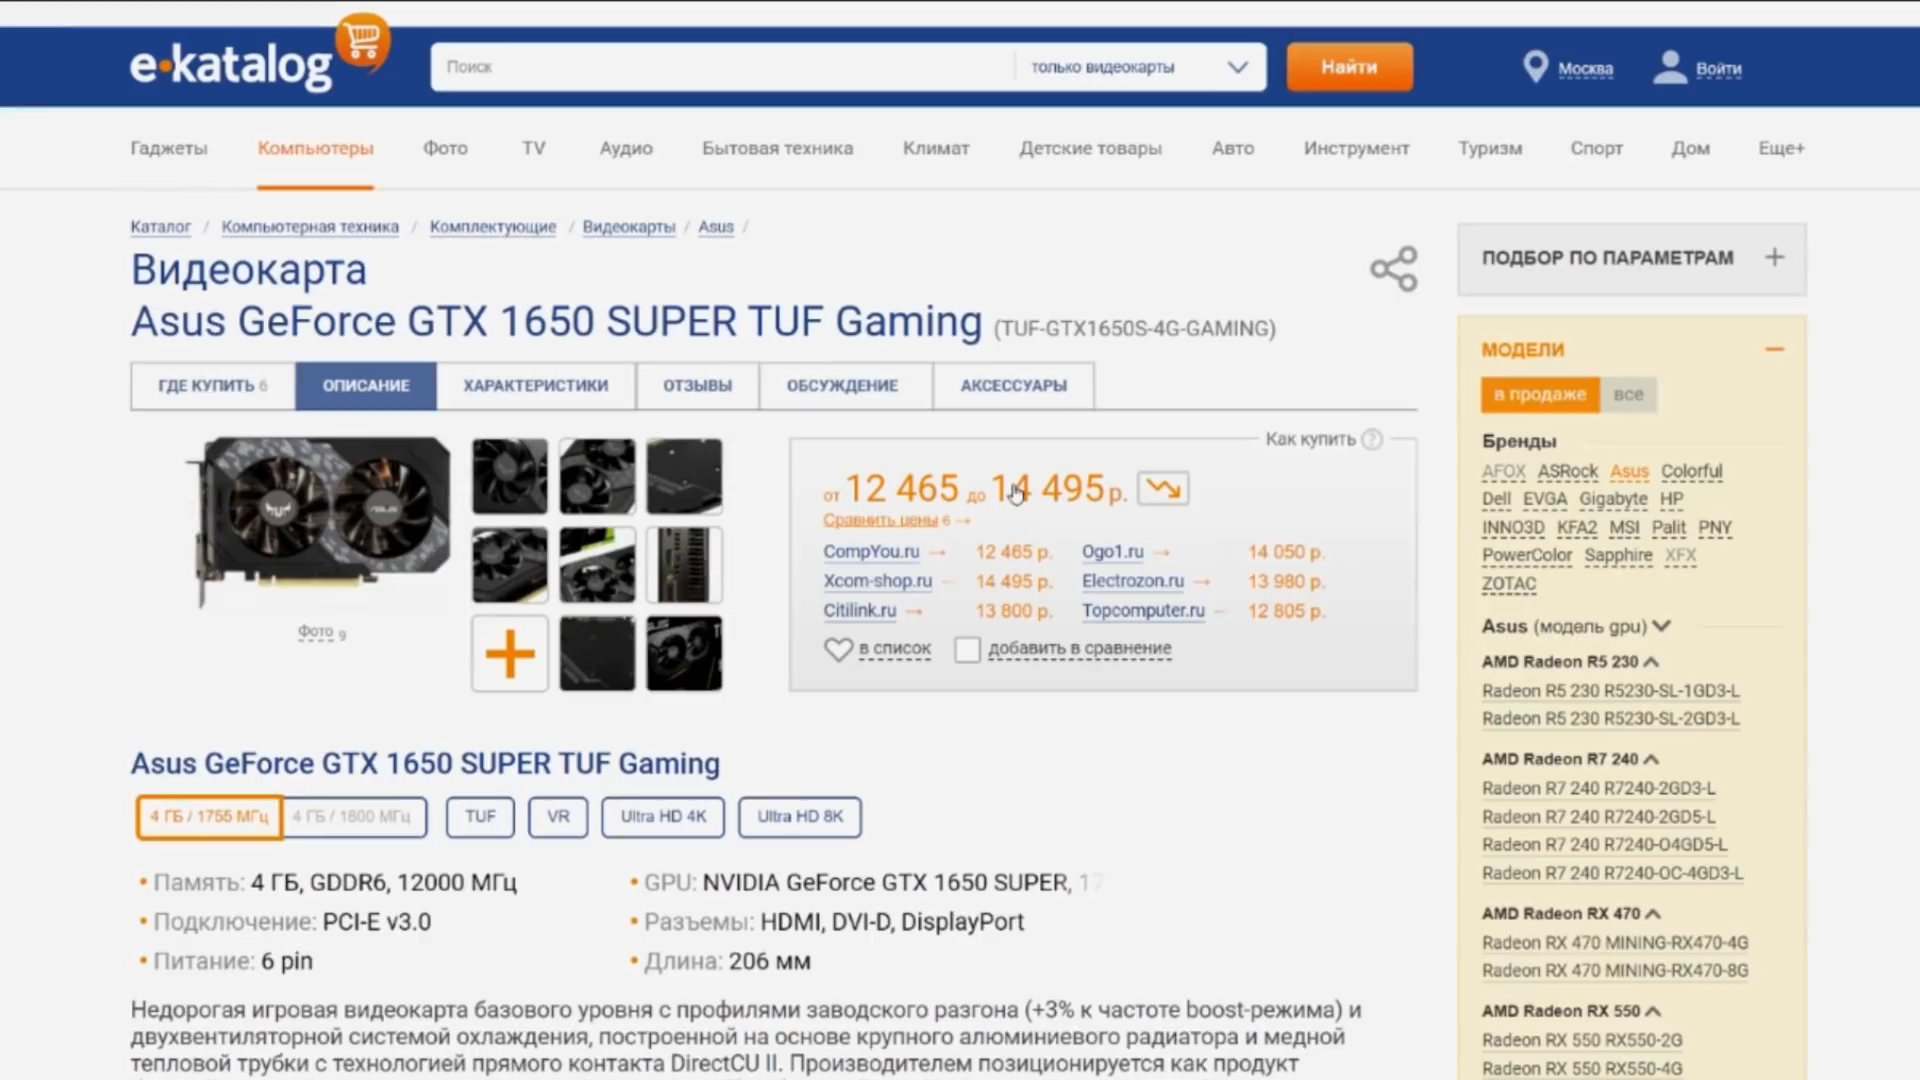 e-katalog
Поиск
только видеокарты
Найти
Москва
Войти
Гаджеты Компьютеры Фото TV Аудио Бытовая техника Климат Детские товары Авто Инструмент Туризм Спорт Дом Еще+
Каталог / Компьютерная техника / Комплектующие / Видеокарты / Asus /
Видеокарта
Asus GeForce GTX 1650 SUPER TUF Gaming (TUF-GTX1650S-4G-GAMING)
ГДЕ КУПИТЬ 6 ОПИСАНИЕ ХАРАКТЕРИСТИКИ ОТЗЫВЫ ОБСУЖДЕНИЕ АКСЕССУАРЫ
Фото 9
Как купить ?
от 12 465 до 14 495 р.
Сравнить цены 6 →
CompYou.ru → 12 465 р. Ogo1.ru → 14 050 р.
Xcom-shop.ru 14 495 р. Electrozon.ru → 13 980 р.
Citilink.ru → 13 800 р. Topcomputer.ru 12 805 р.
в список добавить в сравнение
Asus GeForce GTX 1650 SUPER TUF Gaming
4 ГБ / 1755 МГц 4 ГБ / 1800 МГц TUF VR Ultra HD 4K Ultra HD 8K
• Память: 4 ГБ, GDDR6, 12000 МГц
• Подключение: PCI-E v3.0
• Питание: 6 pin
• GPU: NVIDIA GeForce GTX 1650 SUPER, 17
• Разъемы: HDMI, DVI-D, DisplayPort
• Длина: 206 мм
Недорогая игровая видеокарта базового уровня с профилями заводского разгона (+3% к частоте boost-режима) и
двухвентиляторной системой охлаждения, построенной на основе крупного алюминиевого радиатора и медной
тепловой трубки с технологией прямого контакта DirectCU II. Производителем позиционируется как продукт
ПОДБОР ПО ПАРАМЕТРАМ +
МОДЕЛИ
в продаже все
Бренды
AFOX ASRock Asus Colorful
Dell EVGA Gigabyte HP
INNO3D KFA2 MSI Palit PNY
PowerColor Sapphire XFX
ZOTAC
Asus (модель gpu)
AMD Radeon R5 230
Radeon R5 230 R5230-SL-1GD3-L
Radeon R5 230 R5230-SL-2GD3-L
AMD Radeon R7 240
Radeon R7 240 R7240-2GD3-L
Radeon R7 240 R7240-2GD5-L
Radeon R7 240 R7240-O4GD5-L
Radeon R7 240 R7240-OC-4GD3-L
AMD Radeon RX 470
Radeon RX 470 MINING-RX470-4G
Radeon RX 470 MINING-RX470-8G
AMD Radeon RX 550
Radeon RX 550 RX550-2G
Radeon RX 550 RX550-4G